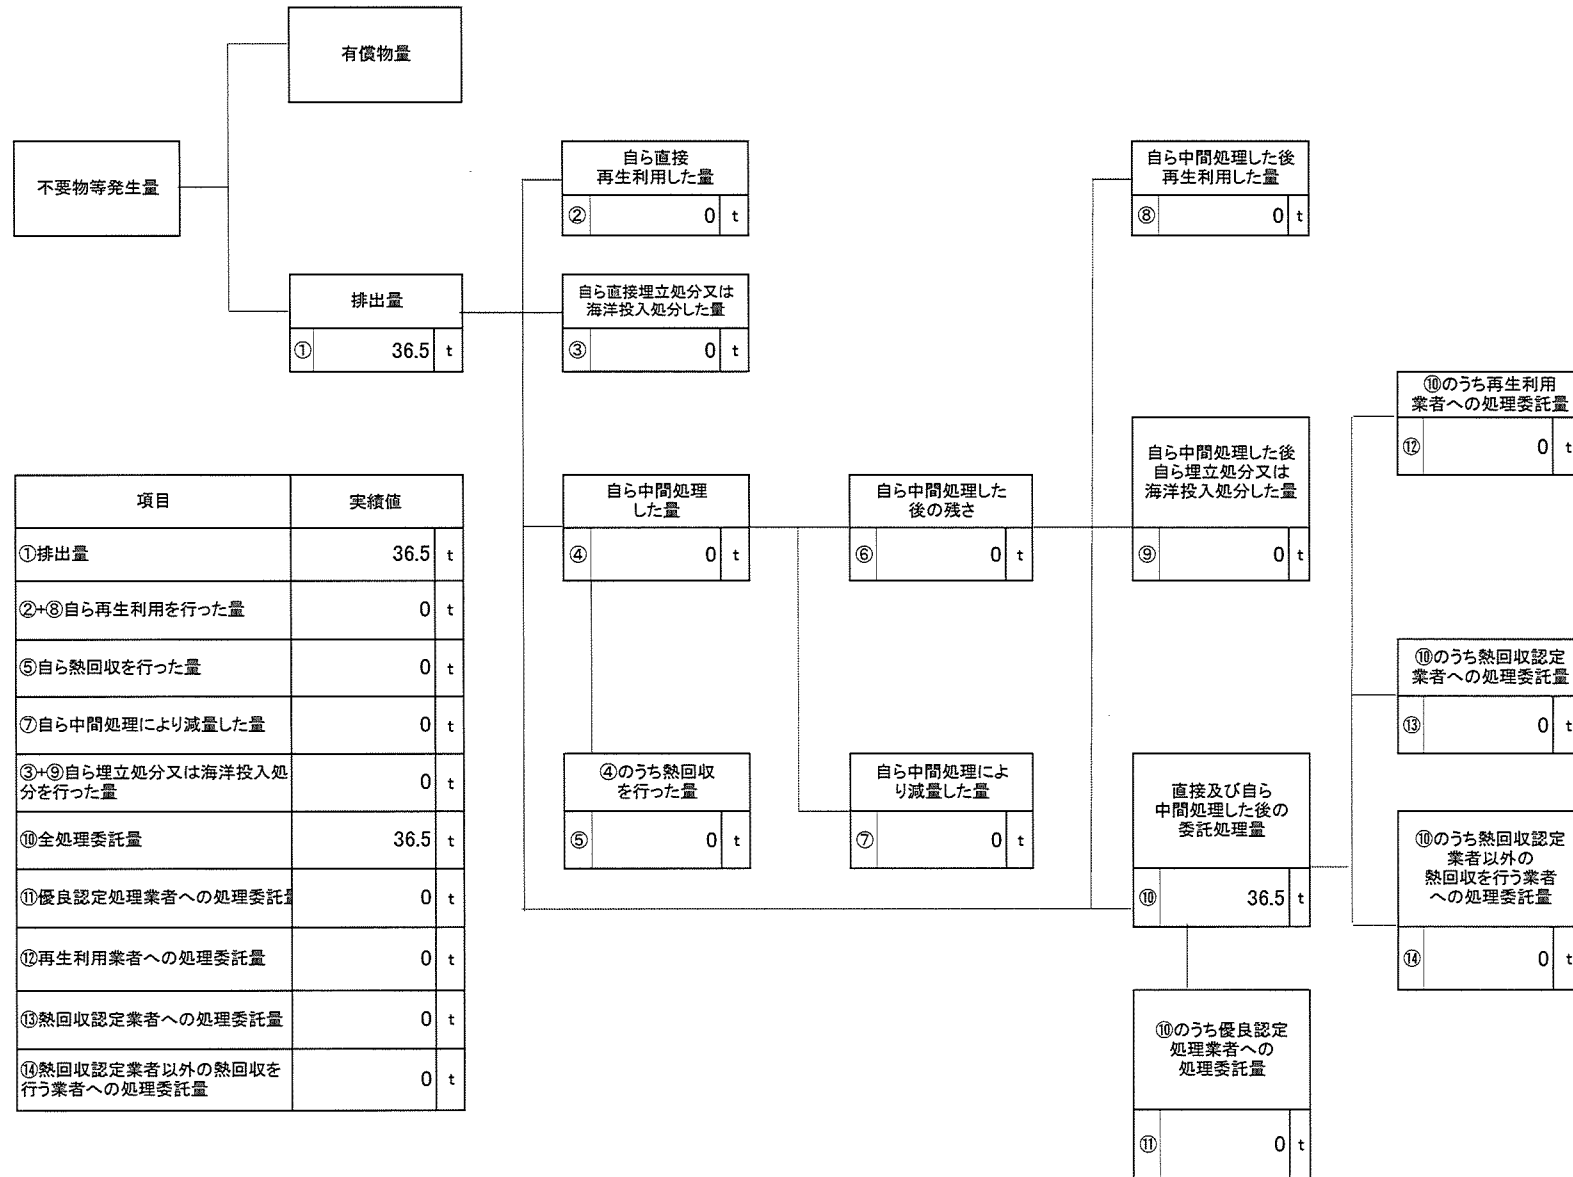 有償物量
不要物等発生量
排出量
① 36.5 t
自ら直接
再生利用した量
② 0 t
自ら直接埋立処分又は
海洋投入処分した量
③ 0 t
自ら中間処理
した量
④ 0 t
④のうち熱回収
を行った量
⑤ 0 t
自ら中間処理した
後の残さ
⑥ 0 t
自ら中間処理によ
り減量した量
⑦ 0 t
自ら中間処理した後
再生利用した量
⑧ 0 t
自ら中間処理した後
自ら埋立処分又は
海洋投入処分した量
⑨ 0 t
直接及び自ら
中間処理した後の
委託処理量
⑩ 36.5 t
⑩のうち優良認定
処理業者への
処理委託量
⑪ 0 t
⑩のうち再生利用
業者への処理委託量
⑫ 0 t
⑩のうち熱回収認定
業者への処理委託量
⑬ 0 t
⑩のうち熱回収認定
業者以外の
熱回収を行う業者
への処理委託量
⑭ 0 t
項目 実績値
①排出量 36.5 t
②+⑧自ら再生利用を行った量 0 t
⑤自ら熱回収を行った量 0 t
⑦自ら中間処理により減量した量 0 t
③+⑨自ら埋立処分又は海洋投入処
分を行った量 0 t
⑩全処理委託量 36.5 t
⑪優良認定処理業者への処理委託量 0 t
⑫再生利用業者への処理委託量 0 t
⑬熱回収認定業者への処理委託量 0 t
⑭熱回収認定業者以外の熱回収を
行う業者への処理委託量 0 t